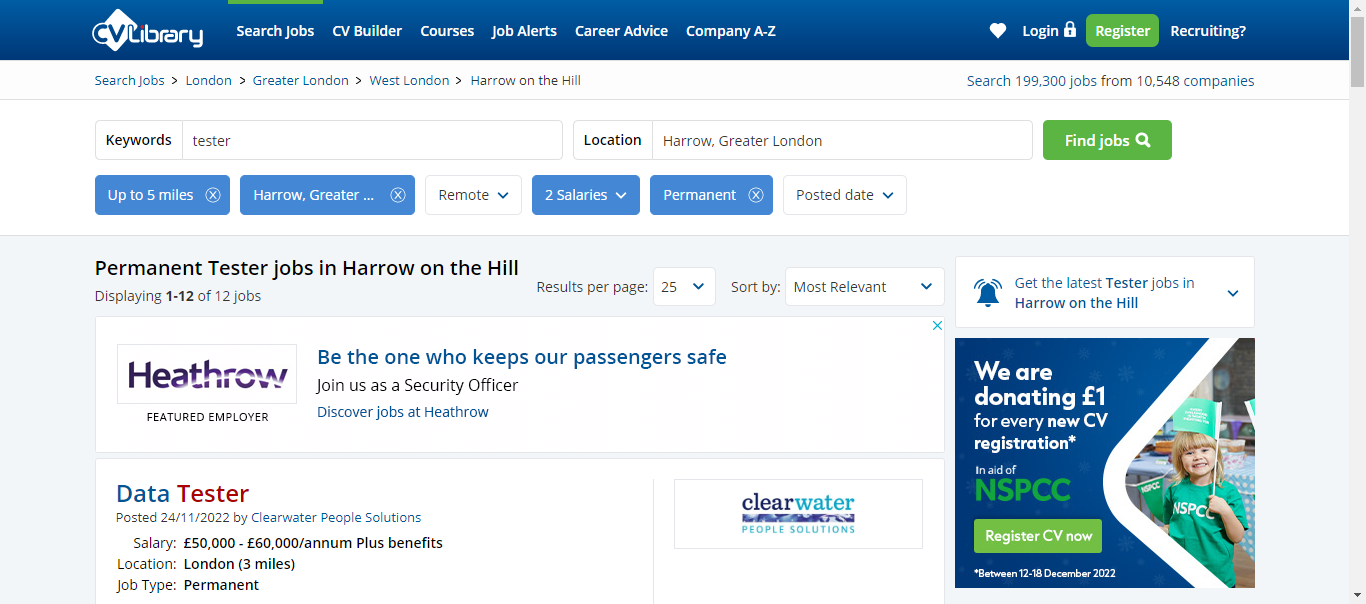 CVLibrary
Search Jobs CV Builder Courses Job Alerts Career Advice Company A-Z Login Register Recruiting?
Search Jobs > London > Greater London > West London > Harrow on the Hill
Search 199,300 jobs from 10,548 companies
Keywords tester Location Harrow, Greater London Find jobs
Up to 5 miles Harrow, Greater ... Remote 2 Salaries Permanent Posted date
Permanent Tester jobs in Harrow on the Hill
Displaying 1-12 of 12 jobs
Results per page: 25 Sort by: Most Relevant
Heathrow
FEATURED EMPLOYER
Be the one who keeps our passengers safe
Join us as a Security Officer
Discover jobs at Heathrow
Data Tester
Posted 24/11/2022 by Clearwater People Solutions
Salary: £50,000 - £60,000/annum Plus benefits
Location: London (3 miles)
Job Type: Permanent
clearwater
PEOPLE SOLUTIONS
Get the latest Tester jobs in
Harrow on the Hill
We are
donating £1
for every new CV
registration*
In aid of
NSPCC
Register CV now
*Between 12-18 December 2022
NSPCC
NSPCC